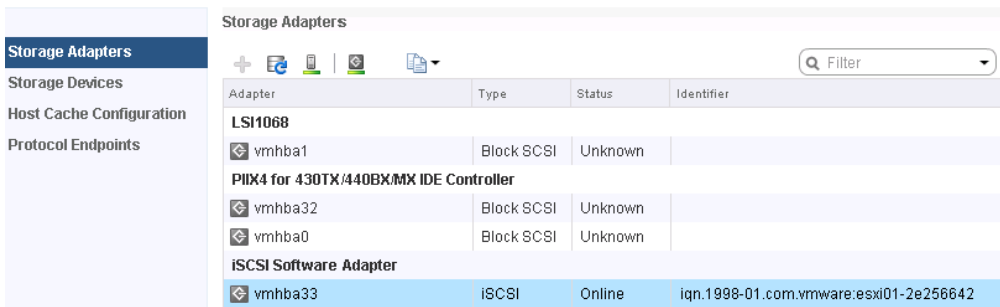 Storage Adapters
Storage Adapters
Storage Devices
Host Cache Configuration
Protocol Endpoints
Filter
Adapter Type Status Identifier
LSI1068
vmhba1 Block SCSI Unknown
PIIX4 for 430TX/440BX/MX IDE Controller
vmhba32 Block SCSI Unknown
vmhba0 Block SCSI Unknown
iSCSI Software Adapter
vmhba33 iSCSI Online iqn.1998-01.com.vmware:esxi01-2e256642